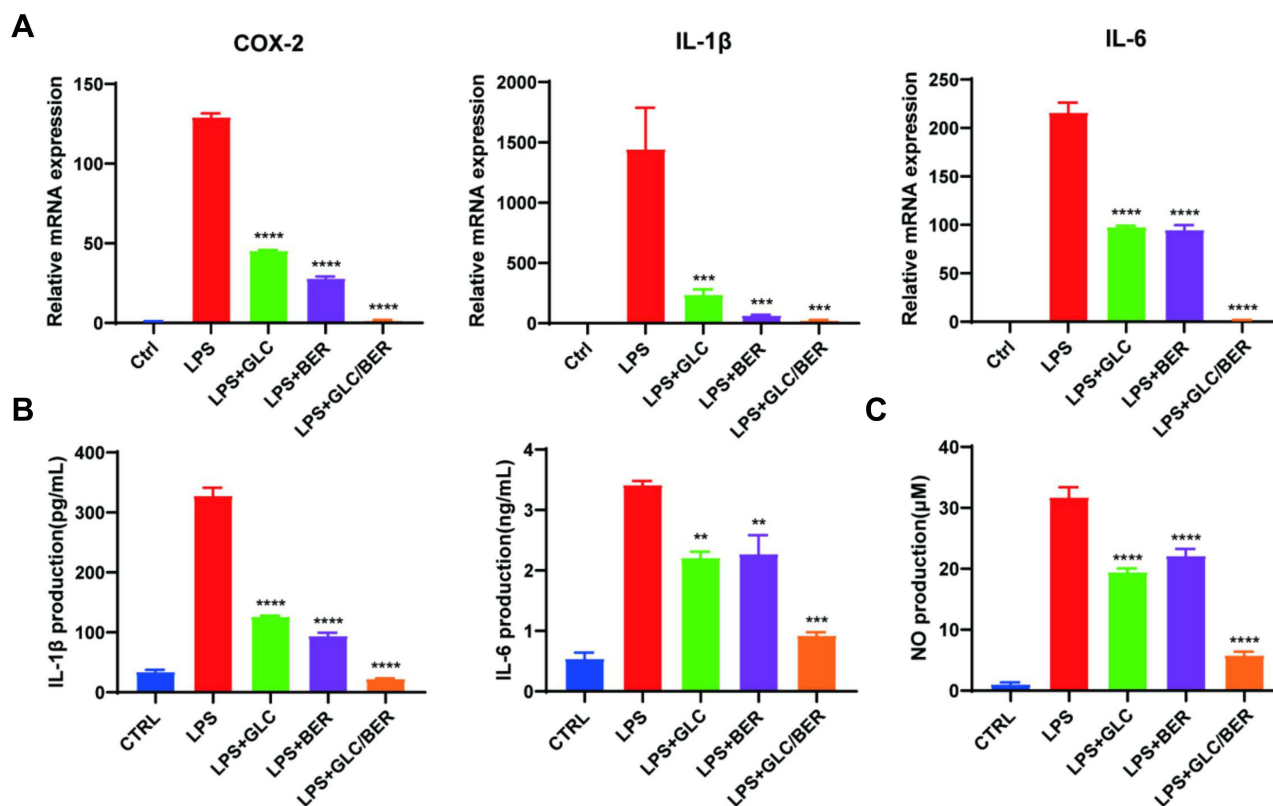 A
COX-2
Relative mRNA expression
150
100
50
0
****
****
****
Ctrl
LPS
LPS+GLC
LPS+BER
LPS+GLC/BER
IL-1β
Relative mRNA expression
2000
1500
1000
500
0
***
***
***
Ctrl
LPS
LPS+GLC
LPS+BER
LPS+GLC/BER
IL-6
Relative mRNA expression
250
200
150
100
50
0
****
****
****
Ctrl
LPS
LPS+GLC
LPS+BER
LPS+GLC/BER
B
IL-1β production(pg/mL)
400
300
200
100
0
****
****
****
CTRL
LPS
LPS+GLC
LPS+BER
LPS+GLC/BER
IL-6 production(ng/mL)
4
3
2
1
0
**
**
***
CTRL
LPS
LPS+GLC
LPS+BER
LPS+GLC/BER
C
NO production(μM)
40
30
20
10
0
****
****
****
CTRL
LPS
LPS+GLC
LPS+BER
LPS+GLC/BER